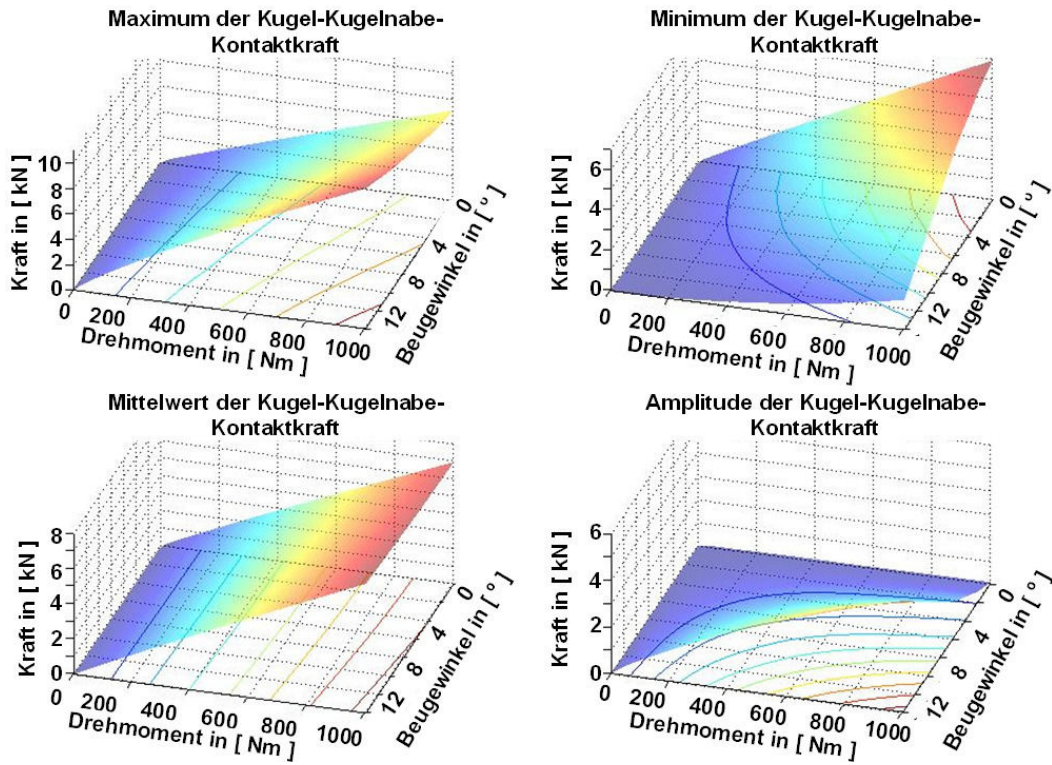 Maximum der Kugel-Kugelnabe-
Kontaktkraft
Kraft in [ kN]
10
8
6
4
2
0
0
200
400
600
800
1000
Drehmoment in [ Nm ]
12
8
4
0
Beugewinkel in [ º ]
Minimum der Kugel-Kugelnabe-
Kontaktkraft
Kraft in [ kN]
6
4
2
0
0
200
400
600
800
1000
Drehmoment in [ Nm ]
12
8
4
0
Beugewinkel in [ º ]
Mittelwert der Kugel-Kugelnabe-
Kontaktkraft
Kraft in [ kN]
8
6
4
2
0
0
200
400
600
800
1000
Drehmoment in [ Nm ]
12
8
4
0
Beugewinkel in [ ° ]
Amplitude der Kugel-Kugelnabe-
Kontaktkraft
Kraft in [ kN]
6
4
2
0
0
200
400
600
800
1000
Drehmoment in [ Nm ]
12
8
4
0
Beugewinkel in [ ° ]